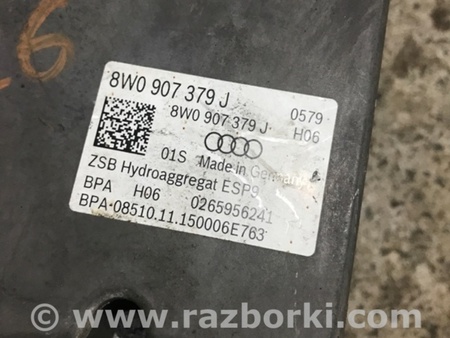 26
8W0 907 379 J
0579
8W0 907 379 J
H06
01S Made in Germany
ZSB Hydroaggregat ESP9
BPA H06 0265956241
BPA-08510.11.150006E763
© www.razborki.com